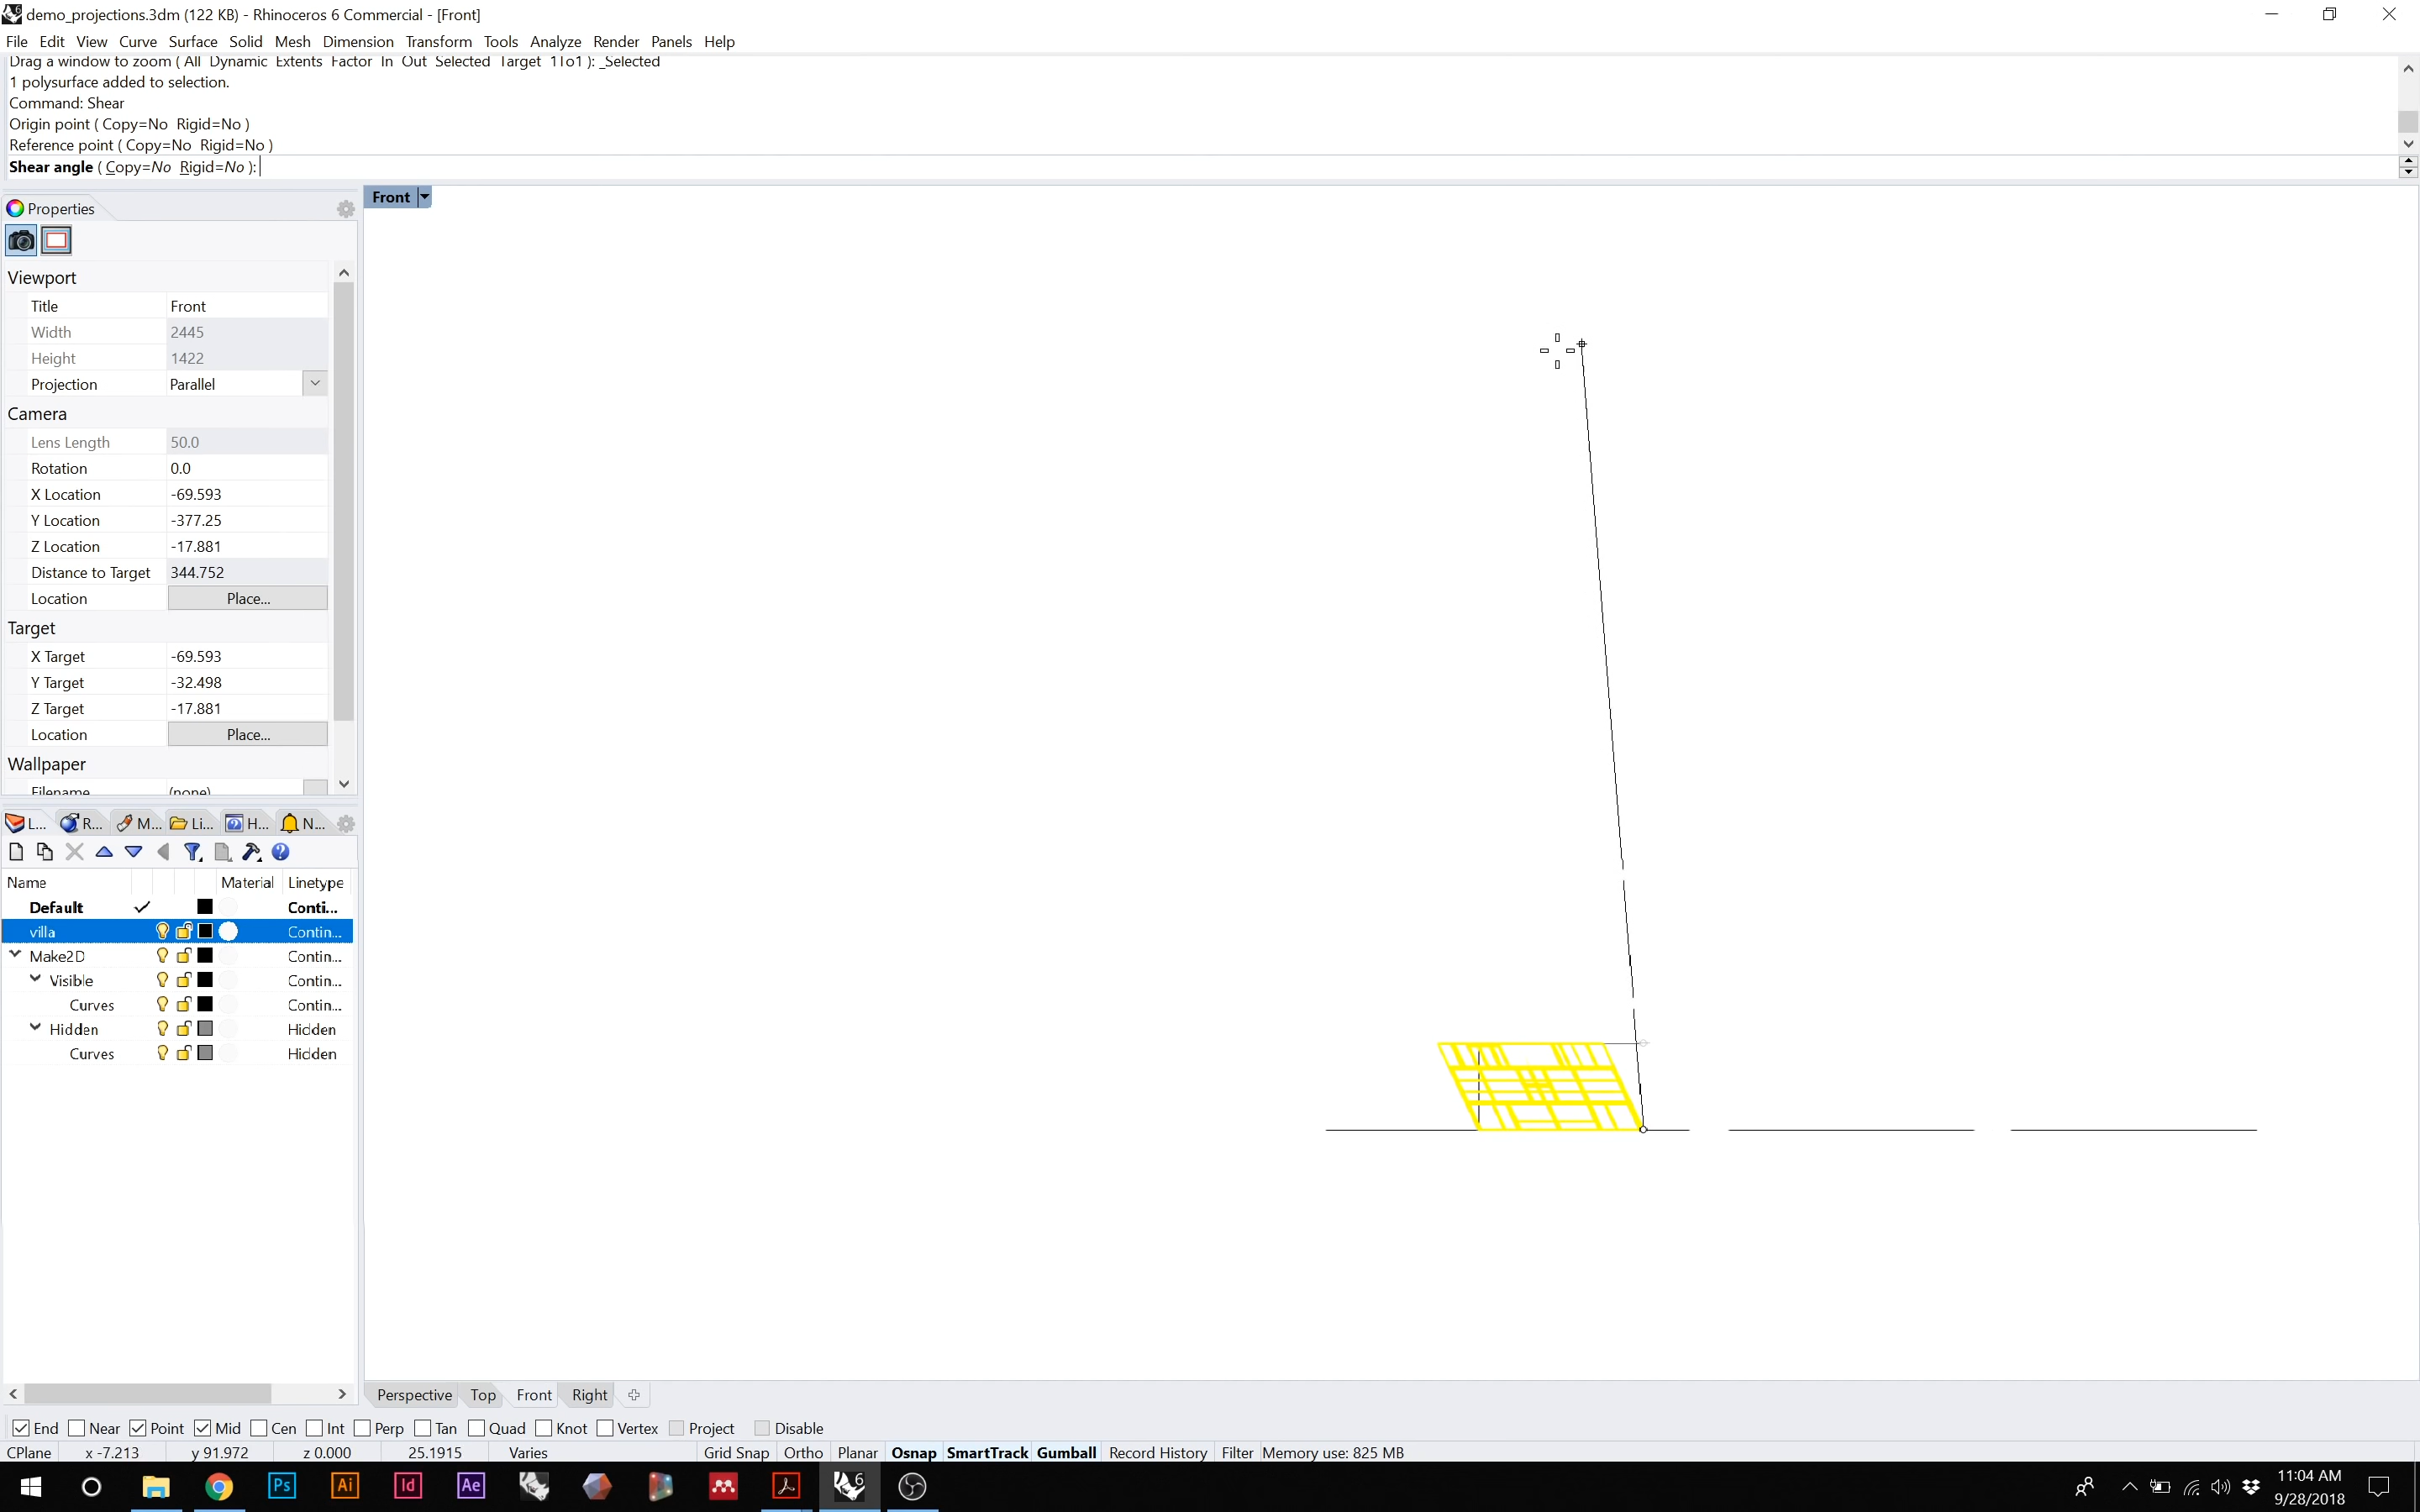 demo_projections.3dm (122 KB) - Rhinoceros 6 Commercial - [Front]
File Edit View Curve Surface Solid Mesh Dimension Transform Tools Analyze Render Panels Help
Drag a window to zoom ( All Dynamic Extents Factor In Out Selected Target 1To1 ): _Selected
1 polysurface added to selection.
Command: Shear
Origin point ( Copy=No Rigid=No )
Reference point ( Copy=No Rigid=No )
Shear angle ( Copy=No Rigid=No ):
Properties
Front
Viewport
Title Front
Width 2445
Height 1422
Projection Parallel
Camera
Lens Length 50.0
Rotation 0.0
X Location -69.593
Y Location -377.25
Z Location -17.881
Distance to Target 344.752
Location Place...
Target
X Target -69.593
Y Target -32.498
Z Target -17.881
Location Place...
Wallpaper
Filename (none)
L... R... M... Li... H... N...
Name Material Linetype
Default Conti...
villa Contin...
Make2D Contin...
Visible Contin...
Curves Contin...
Hidden Hidden
Curves Hidden
Perspective Top Front Right
End Near Point Mid Cen Int Perp Tan Quad Knot Vertex Project Disable
CPlane x -7.213 y 91.972 z 0.000 25.1915 Varies Grid Snap Ortho Planar Osnap SmartTrack Gumball Record History Filter Memory use: 825 MB
Ps Ai Id Ae 6
11:04 AM
9/28/2018